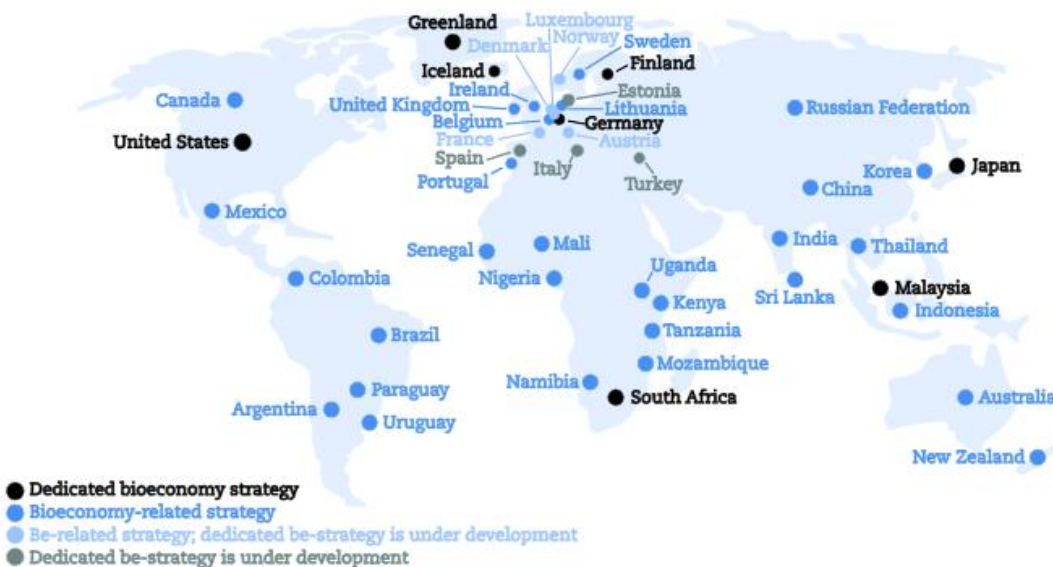 Luxembourg
Greenland
Denmark
Norway
Sweden
Iceland
Finland
Ireland
Estonia
Canada
United Kingdom
Lithuania
Russian Federation
Belgium
Germany
United States
France
Austria
Spain
Italy
Korea
Japan
Portugal
Turkey
China
Mexico
Senegal
Mali
India
Thailand
Colombia
Nigeria
Uganda
Sri Lanka
Malaysia
Kenya
Indonesia
Brazil
Tanzania
Mozambique
Namibia
Paraguay
South Africa
Australia
Argentina
Uruguay
New Zealand
Dedicated bioeconomy strategy
Bioeconomy-related strategy
Be-related strategy; dedicated be-strategy is under development
Dedicated be-strategy is under development